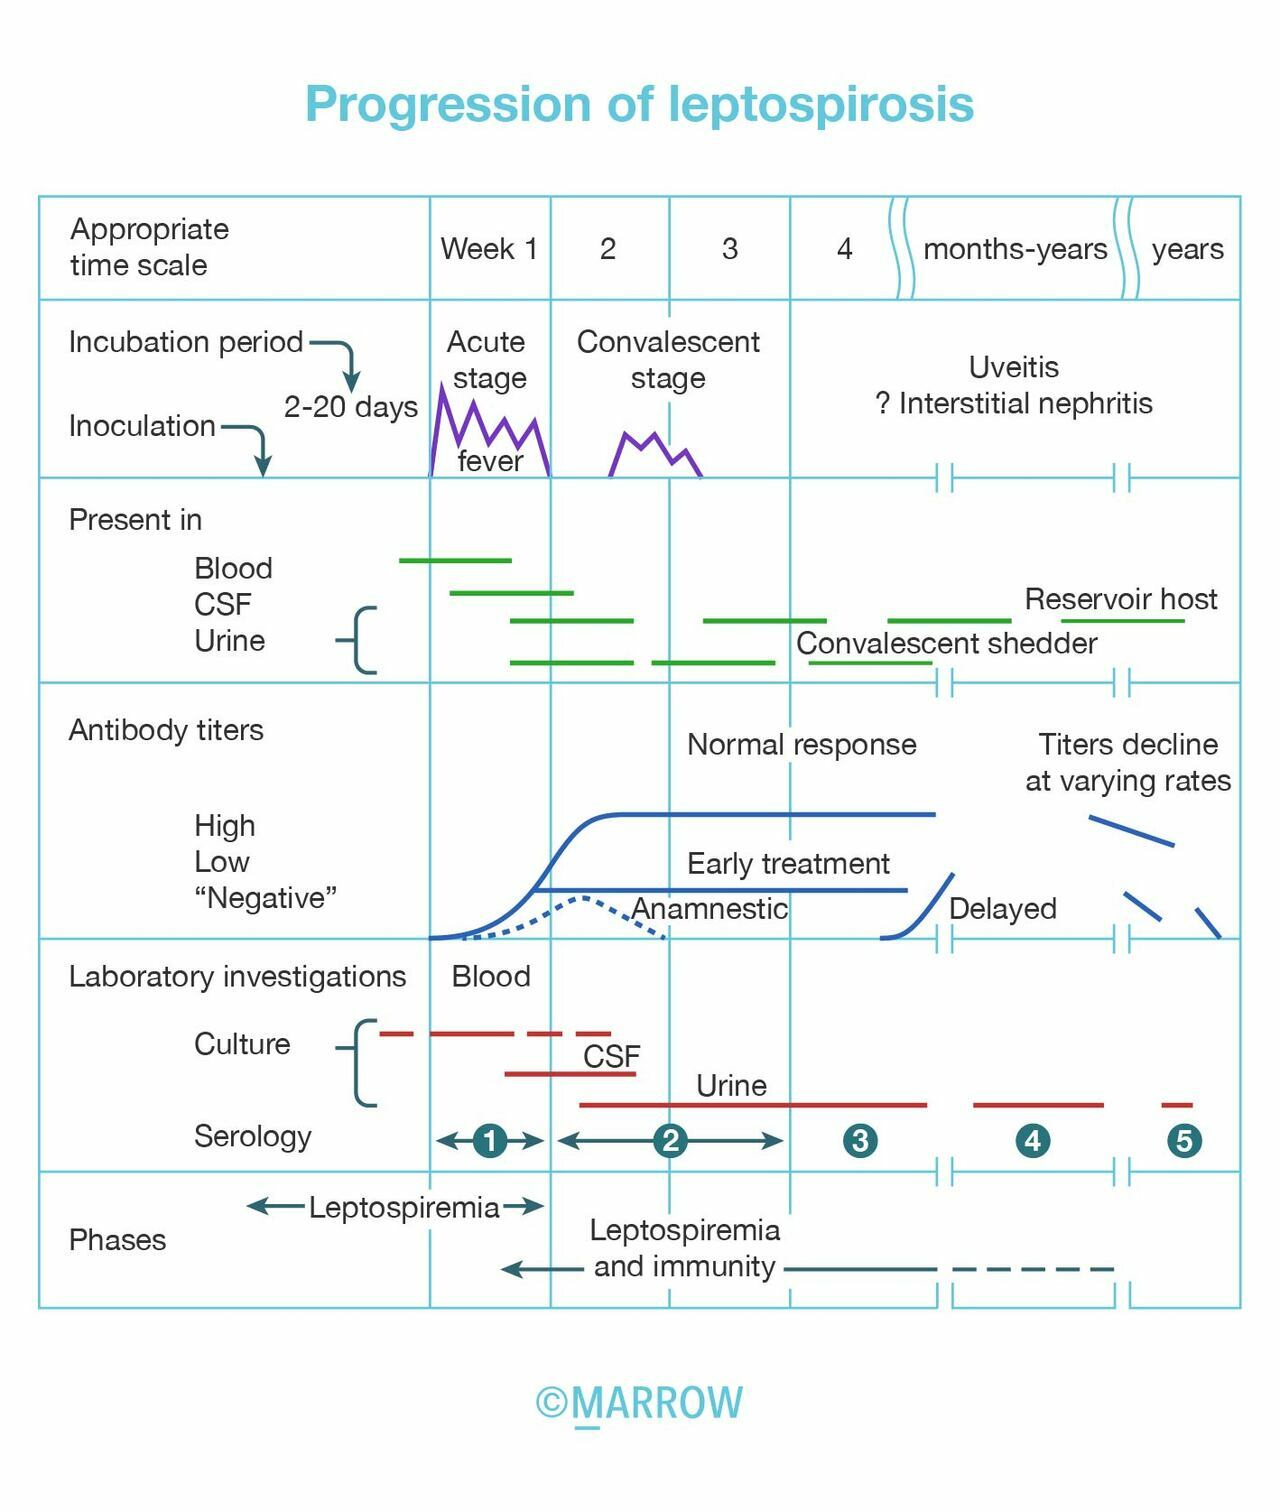 Progression of leptospirosis
Appropriate
time scale
Week 1
2
3
4
months-years
years
Incubation period
2-20 days
Inoculation
Acute
stage
fever
Convalescent
stage
Uveitis
? Interstitial nephritis
Present in
Blood
CSF
Urine
Reservoir host
Convalescent shedder
Antibody titers
High
Low
“Negative”
Normal response
Early treatment
Anamnestic
Delayed
Titers decline
at varying rates
Laboratory investigations
Blood
Culture
CSF
Urine
Serology
1
2
3
4
5
Phases
Leptospiremia
Leptospiremia
and immunity
©MARROW